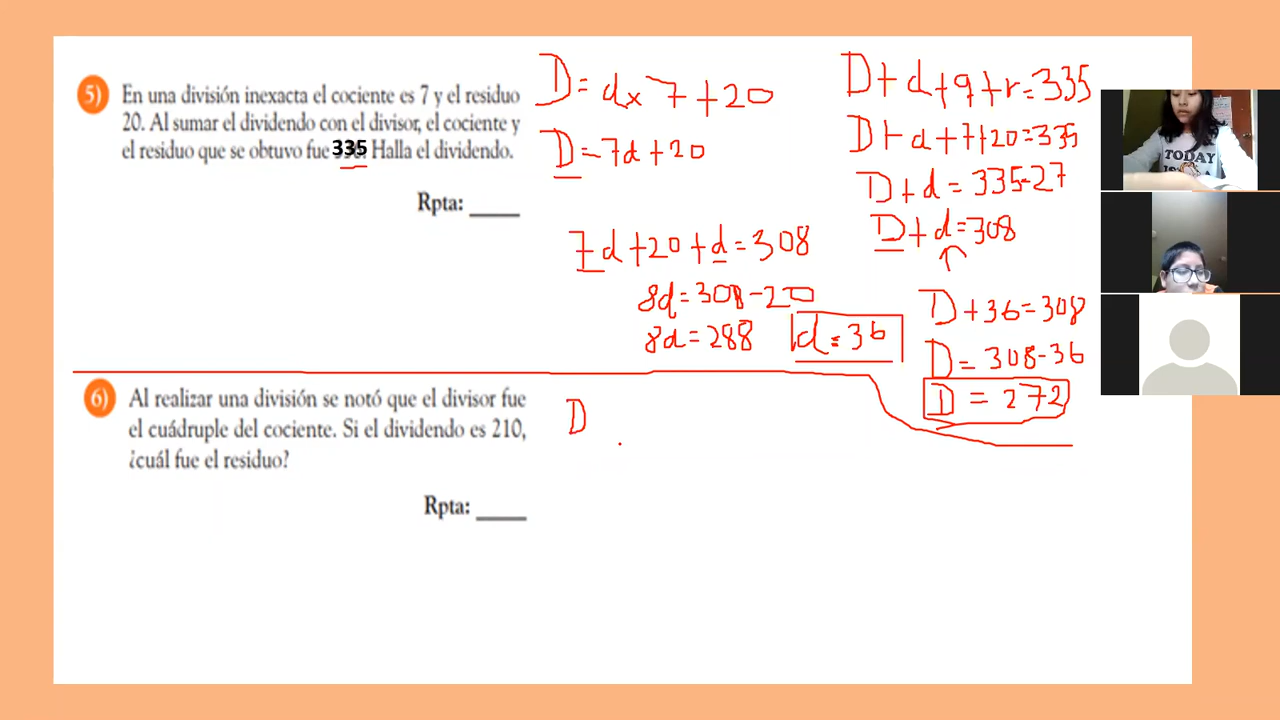 5) En una división inexacta el cociente es 7 y el residuo
20. Al sumar el dividendo con el divisor, el cociente y
el residuo que se obtuvo fue 335. Halla el dividendo.
Rpta: ____
D = d x 7 + 20
D = 7d + 20
7d + 20 + d = 308
8d = 308 - 20
8d = 288
d = 36
D + d + q + r = 335
D + d + 7 + 20 = 335
D + d = 335 - 27
D + d = 308
D + 36 = 308
D = 308 - 36
D = 272
6) Al realizar una división se notó que el divisor fue
el cuádruple del cociente. Si el dividendo es 210,
¿cuál fue el residuo?
Rpta: ____
D
TODAY